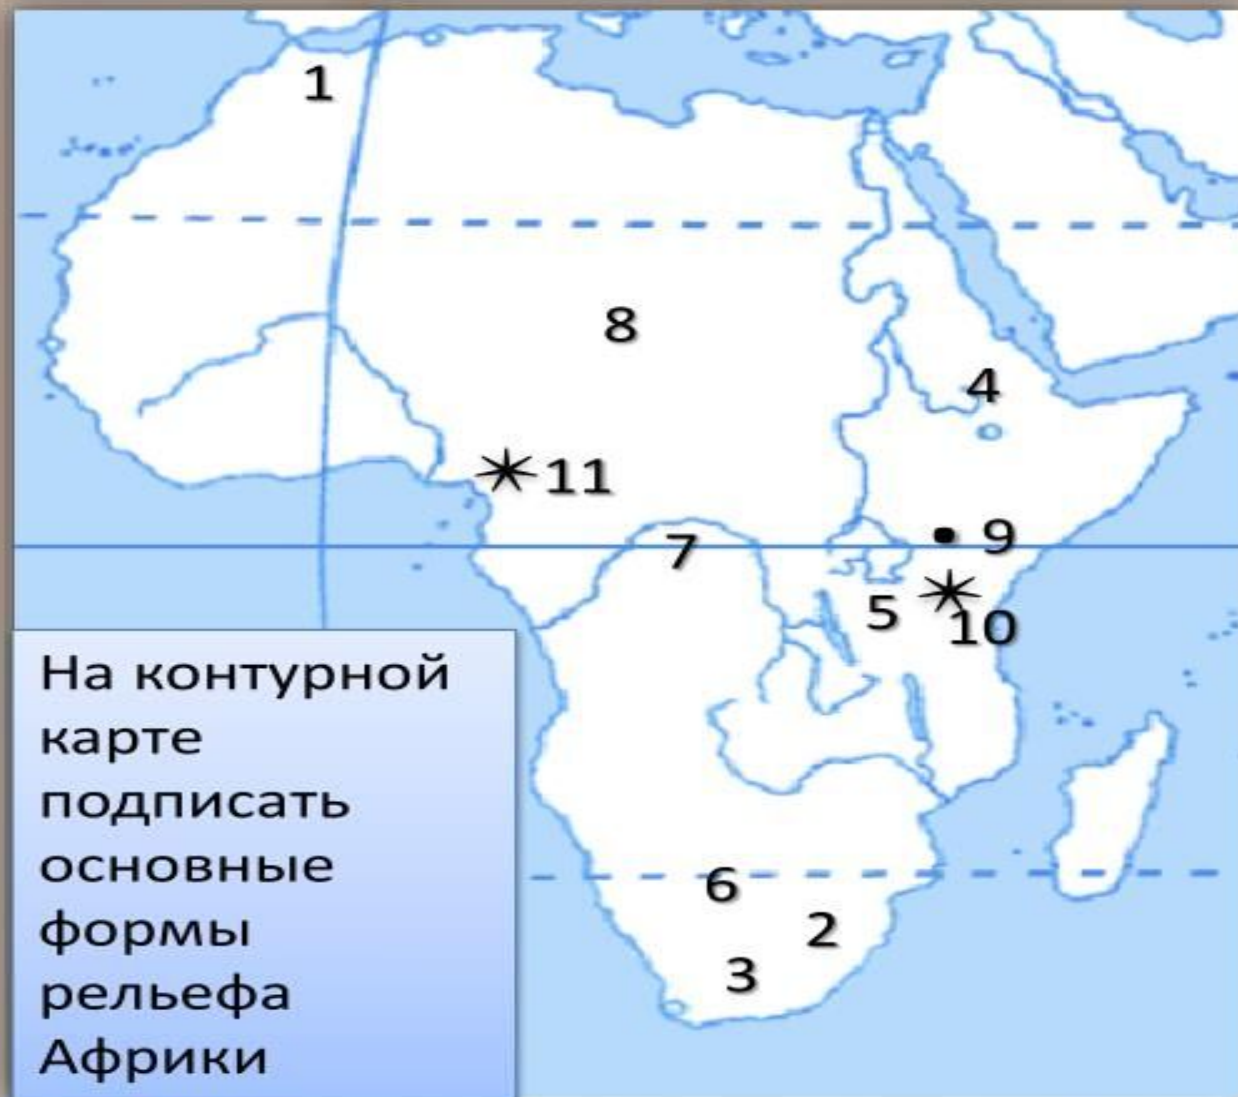 1
8
4
11
9
7
5
10
На контурной
карте
подписать
основные
формы
рельефа
Африки
6
2
3